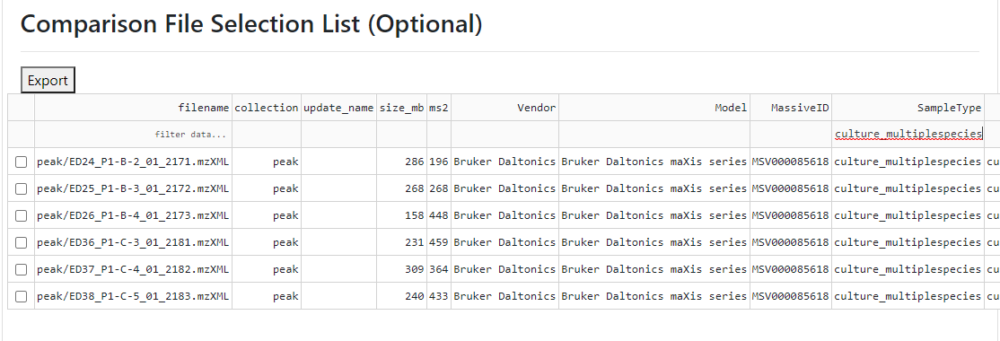 Comparison File Selection List (Optional)
Export
filename collection update_name size_mb ms2 Vendor Model MassiveID SampleType
filter data... culture_multiplespecies
peak/ED24_P1-B-2_01_2171.mzXML peak 286 196 Bruker Daltonics Bruker Daltonics maXis series MSV000085618 culture_multiplespecies cu
peak/ED25_P1-B-3_01_2172.mzXML peak 268 268 Bruker Daltonics Bruker Daltonics maXis series MSV000085618 culture_multiplespecies cu
peak/ED26_P1-B-4_01_2173.mzXML peak 158 448 Bruker Daltonics Bruker Daltonics maXis series MSV000085618 culture_multiplespecies cu
peak/ED36_P1-C-3_01_2181.mzXML peak 231 459 Bruker Daltonics Bruker Daltonics maXis series MSV000085618 culture_multiplespecies cu
peak/ED37_P1-C-4_01_2182.mzXML peak 309 364 Bruker Daltonics Bruker Daltonics maXis series MSV000085618 culture_multiplespecies cu
peak/ED38_P1-C-5_01_2183.mzXML peak 240 433 Bruker Daltonics Bruker Daltonics maXis series MSV000085618 culture_multiplespecies cu